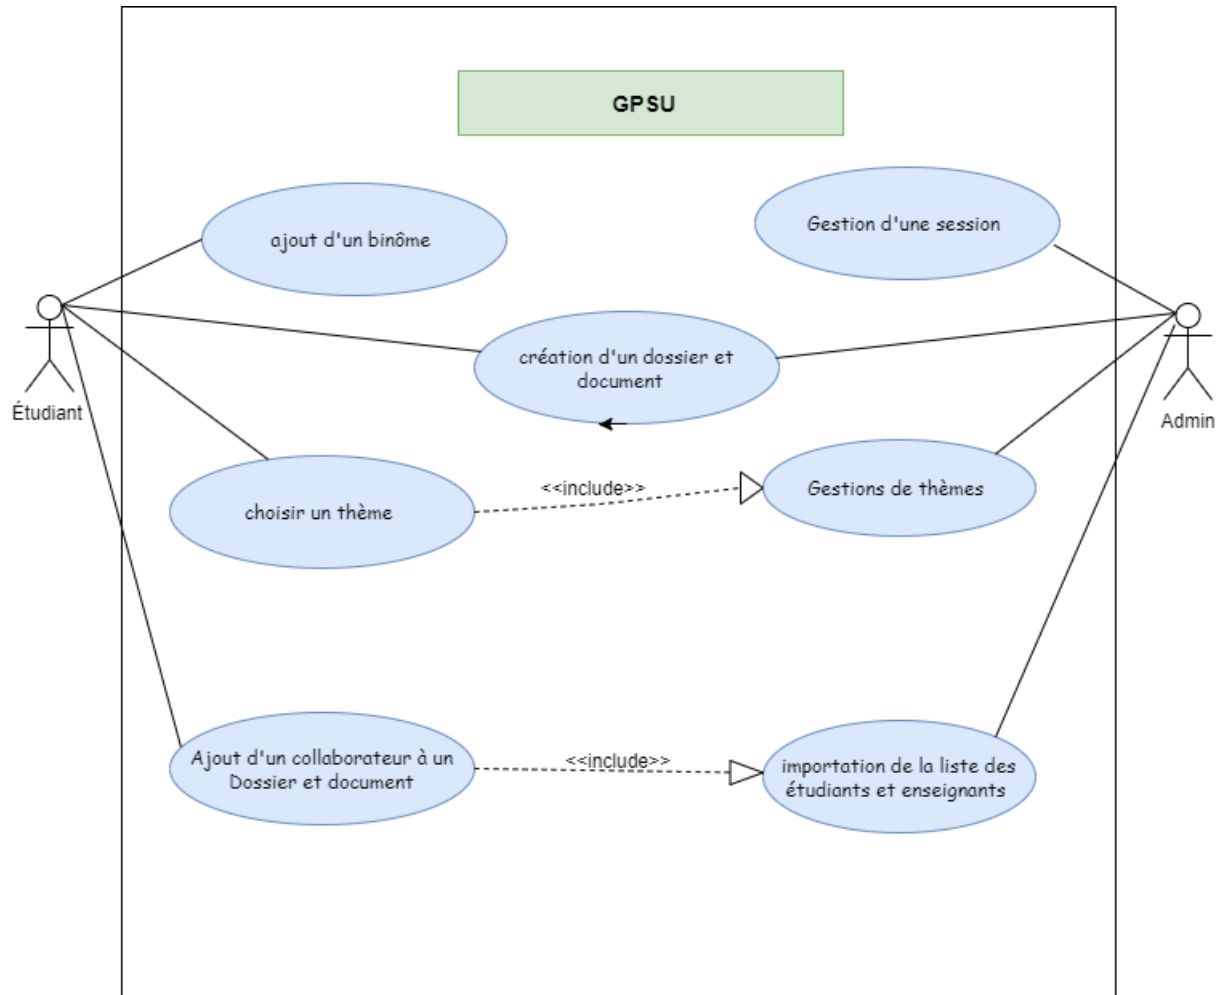 GPSU
ajout d'un binôme
Gestion d'une session
création d'un dossier et
document
Étudiant
Admin
choisir un thème
<<include>>
Gestions de thèmes
Ajout d'un collaborateur à un
Dossier et document
<<include>>
importation de la liste des
étudiants et enseignants